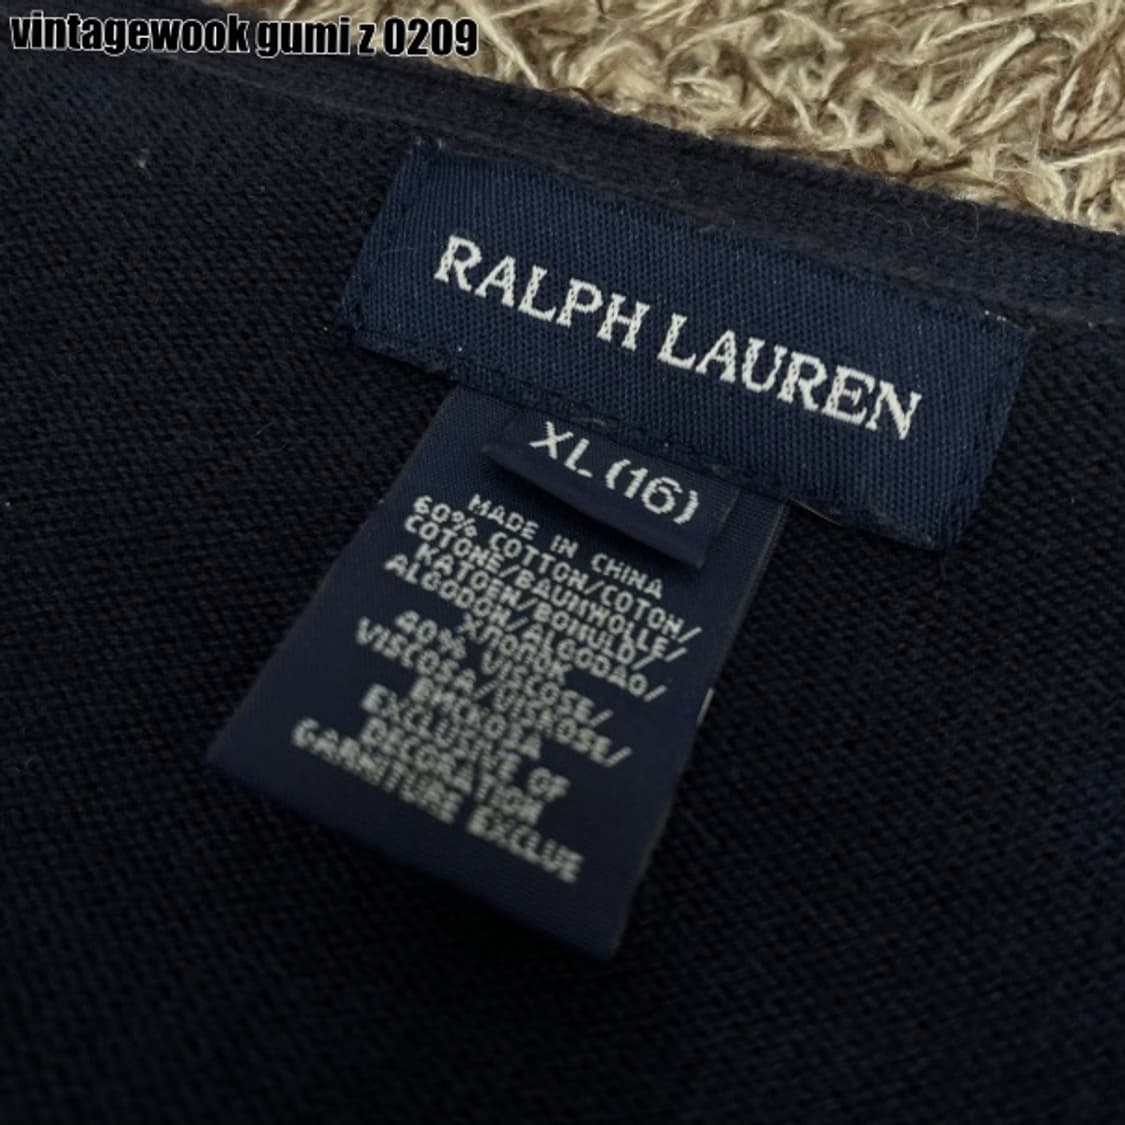 vintagewook gumi z 0209
RALPH LAUREN
XL (16)
MADE IN CHINA
60% COTTON/COTON/
COTONE/BAUMWOLLE/
KATOEN/BOMULD/
ALGODON/ALGODAO/
ХЛОПОК
40% VISCOSE/
VISCOSA/VISKOSE/
ВИСКОЗА
EXCLUSIVE OF
DECORATION
GARNITURE EXCLUE